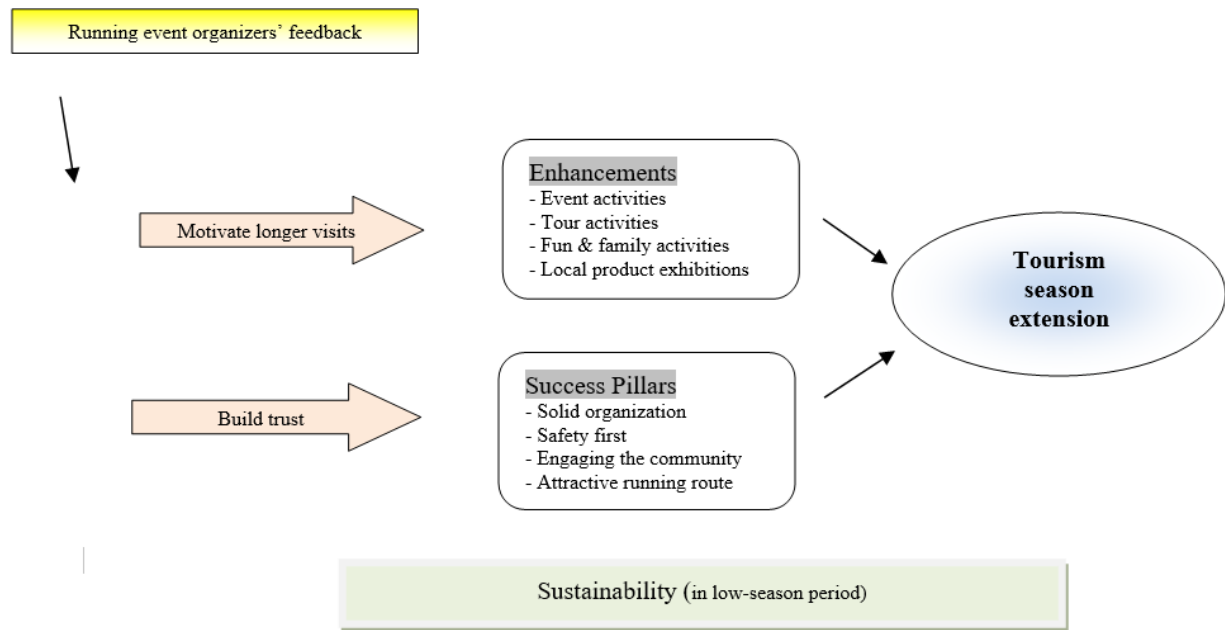 Running event organizers’ feedback
Motivate longer visits
Enhancements
- Event activities
- Tour activities
- Fun & family activities
- Local product exhibitions
Tourism
season
extension
Build trust
Success Pillars
- Solid organization
- Safety first
- Engaging the community
- Attractive running route
Sustainability (in low-season period)